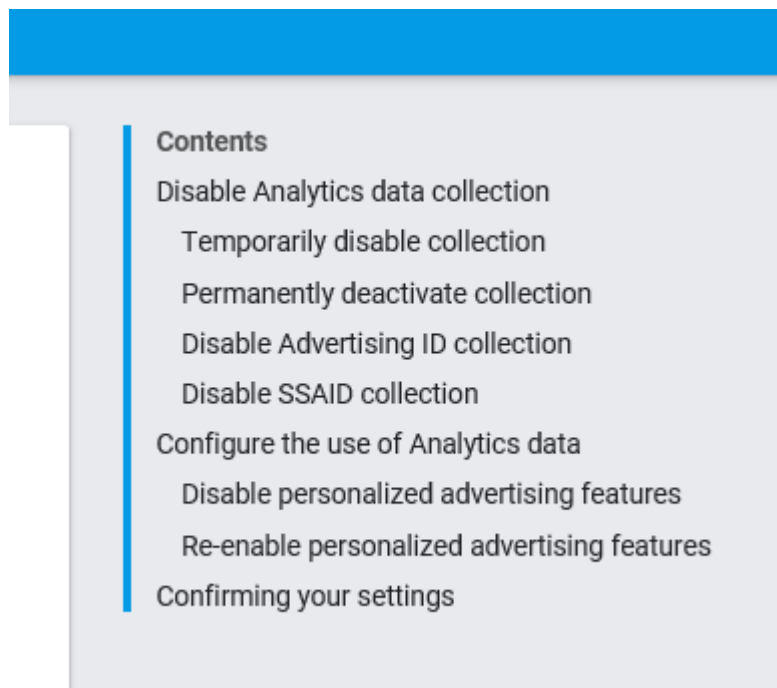 Contents
Disable Analytics data collection
Temporarily disable collection
Permanently deactivate collection
Disable Advertising ID collection
Disable SSAID collection
Configure the use of Analytics data
Disable personalized advertising features
Re-enable personalized advertising features
Confirming your settings